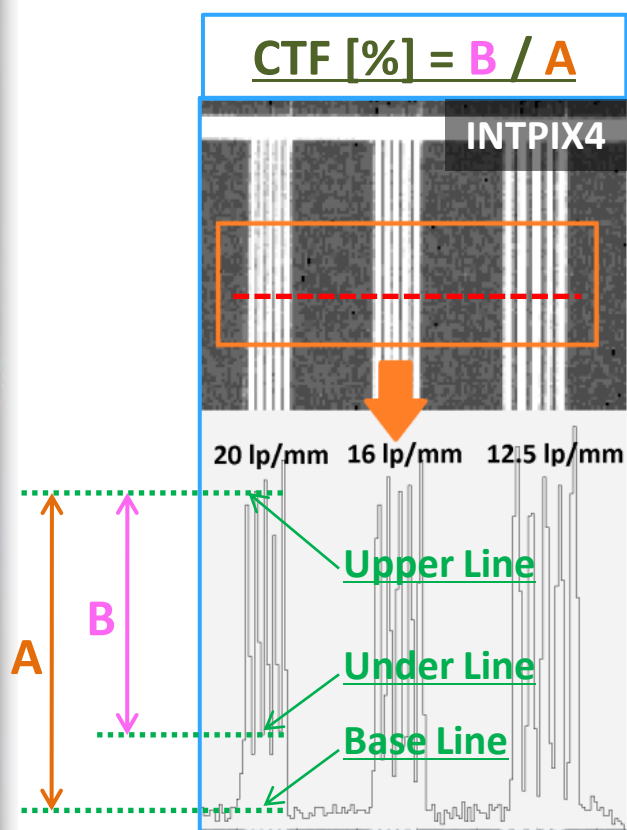 CTF [%] = B / A
INTPIX4
20 lp/mm 16 lp/mm 12.5 lp/mm
Upper Line
B
A
Under Line
Base Line